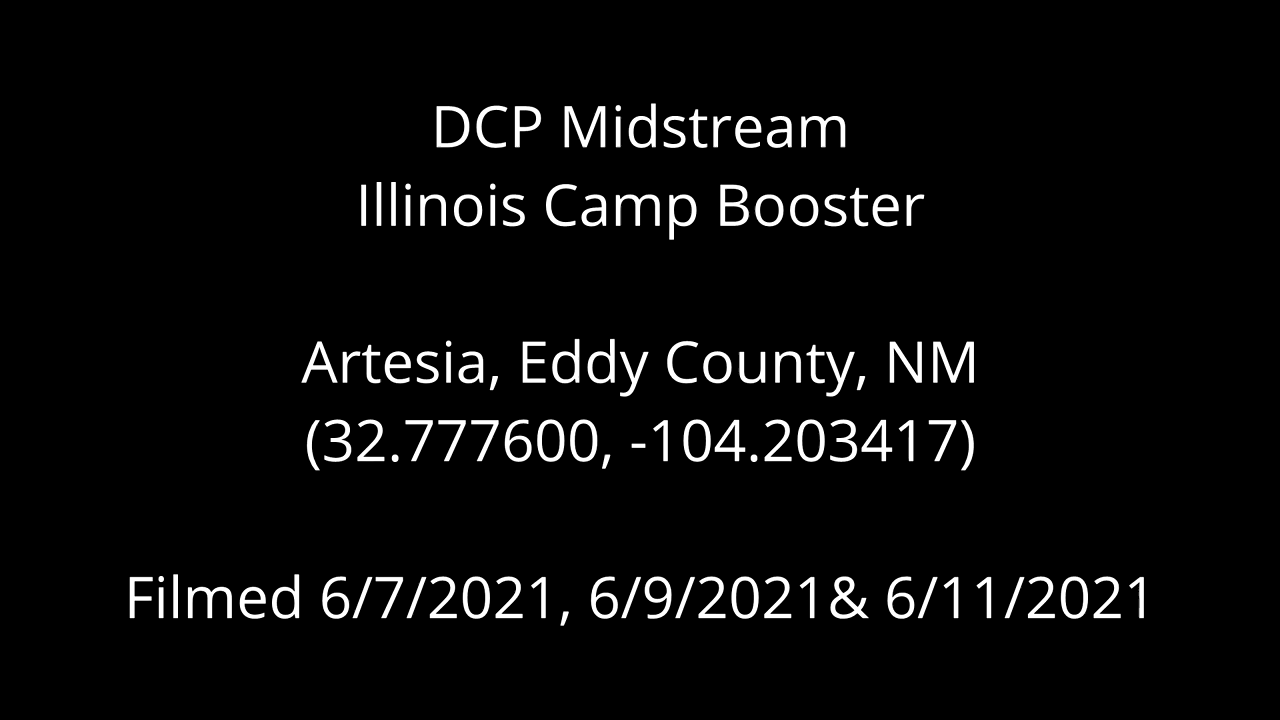 DCP Midstream
Illinois Camp Booster
Artesia, Eddy County, NM
(32.777600, -104.203417)
Filmed 6/7/2021, 6/9/2021& 6/11/2021